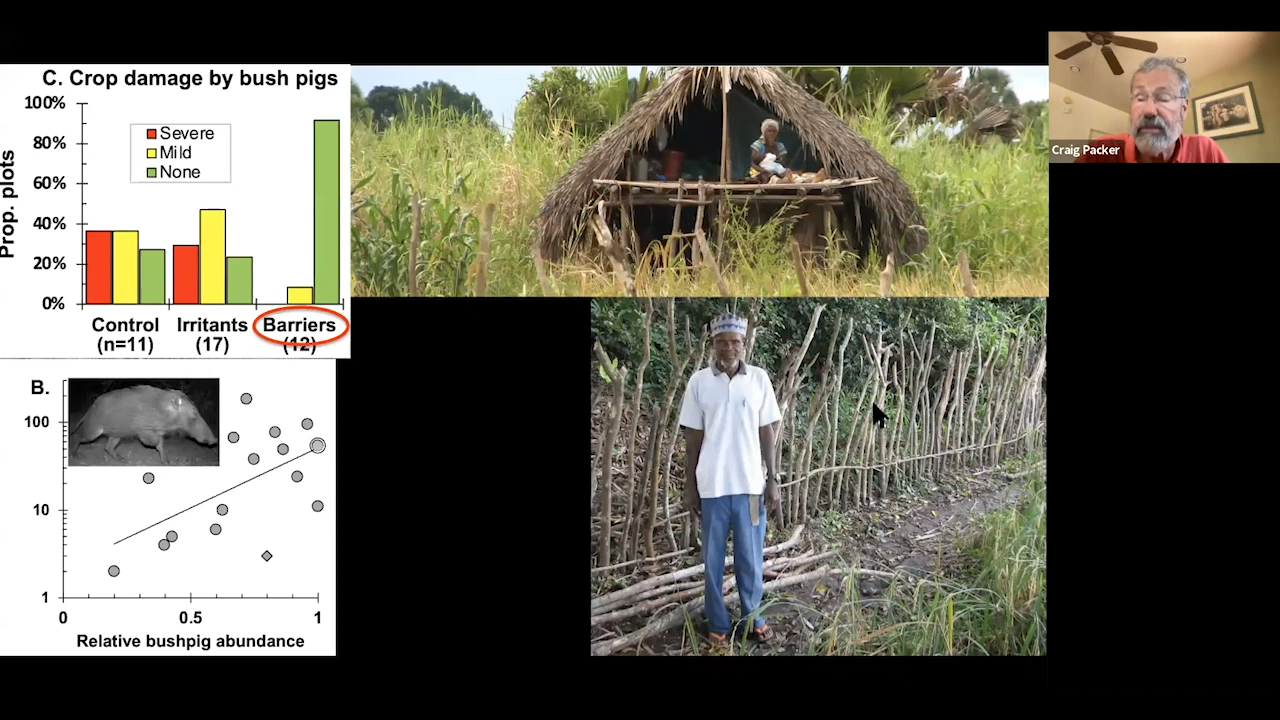 C. Crop damage by bush pigs
100%
80%
60%
40%
20%
0%
Prop. plots
Severe
Mild
None
Control
(n=11)
Irritants
(17)
Barriers
(12)
Craig Packer
B.
100
10
1
0
0.5
1
Relative bushpig abundance